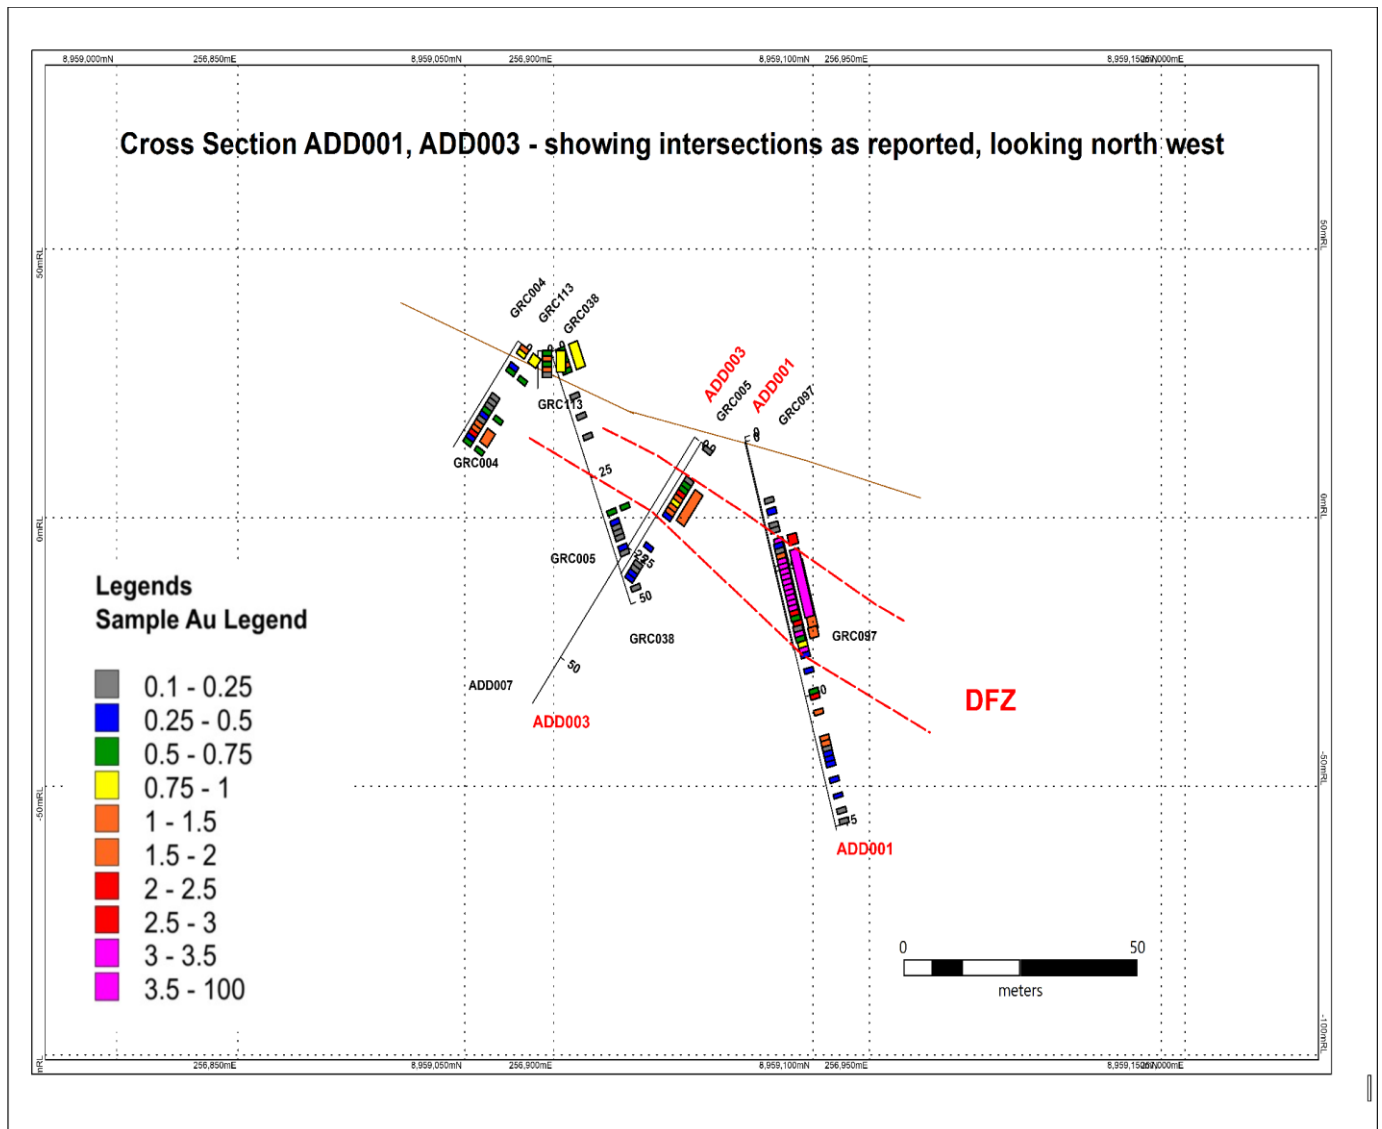 8,959,000mN 256,850mE 8,959,050mN 256,900mE 8,959,100mN 256,950mE
Cross Section ADD001, ADD003 - showing intersections as reported, looking north west
50mRL
50mRL
GRC004
GRC113
GRC038
ADD003
GRC005
ADD001
GRC097
GRC113
GRC004
25
0mRL
0mRL
GRC005
25
50
GRC038
GRC097
50
ADD007
ADD003
DFZ
-50mRL
-50mRL
ADD001
Legends
Sample Au Legend
0.1 - 0.25
0.25 - 0.5
0.5 - 0.75
0.75 - 1
1 - 1.5
1.5 - 2
2 - 2.5
2.5 - 3
3 - 3.5
3.5 - 100
0 50
meters
-100mRL
256,850mE 8,959,050mN 256,900mE 8,959,100mN 256,950mE